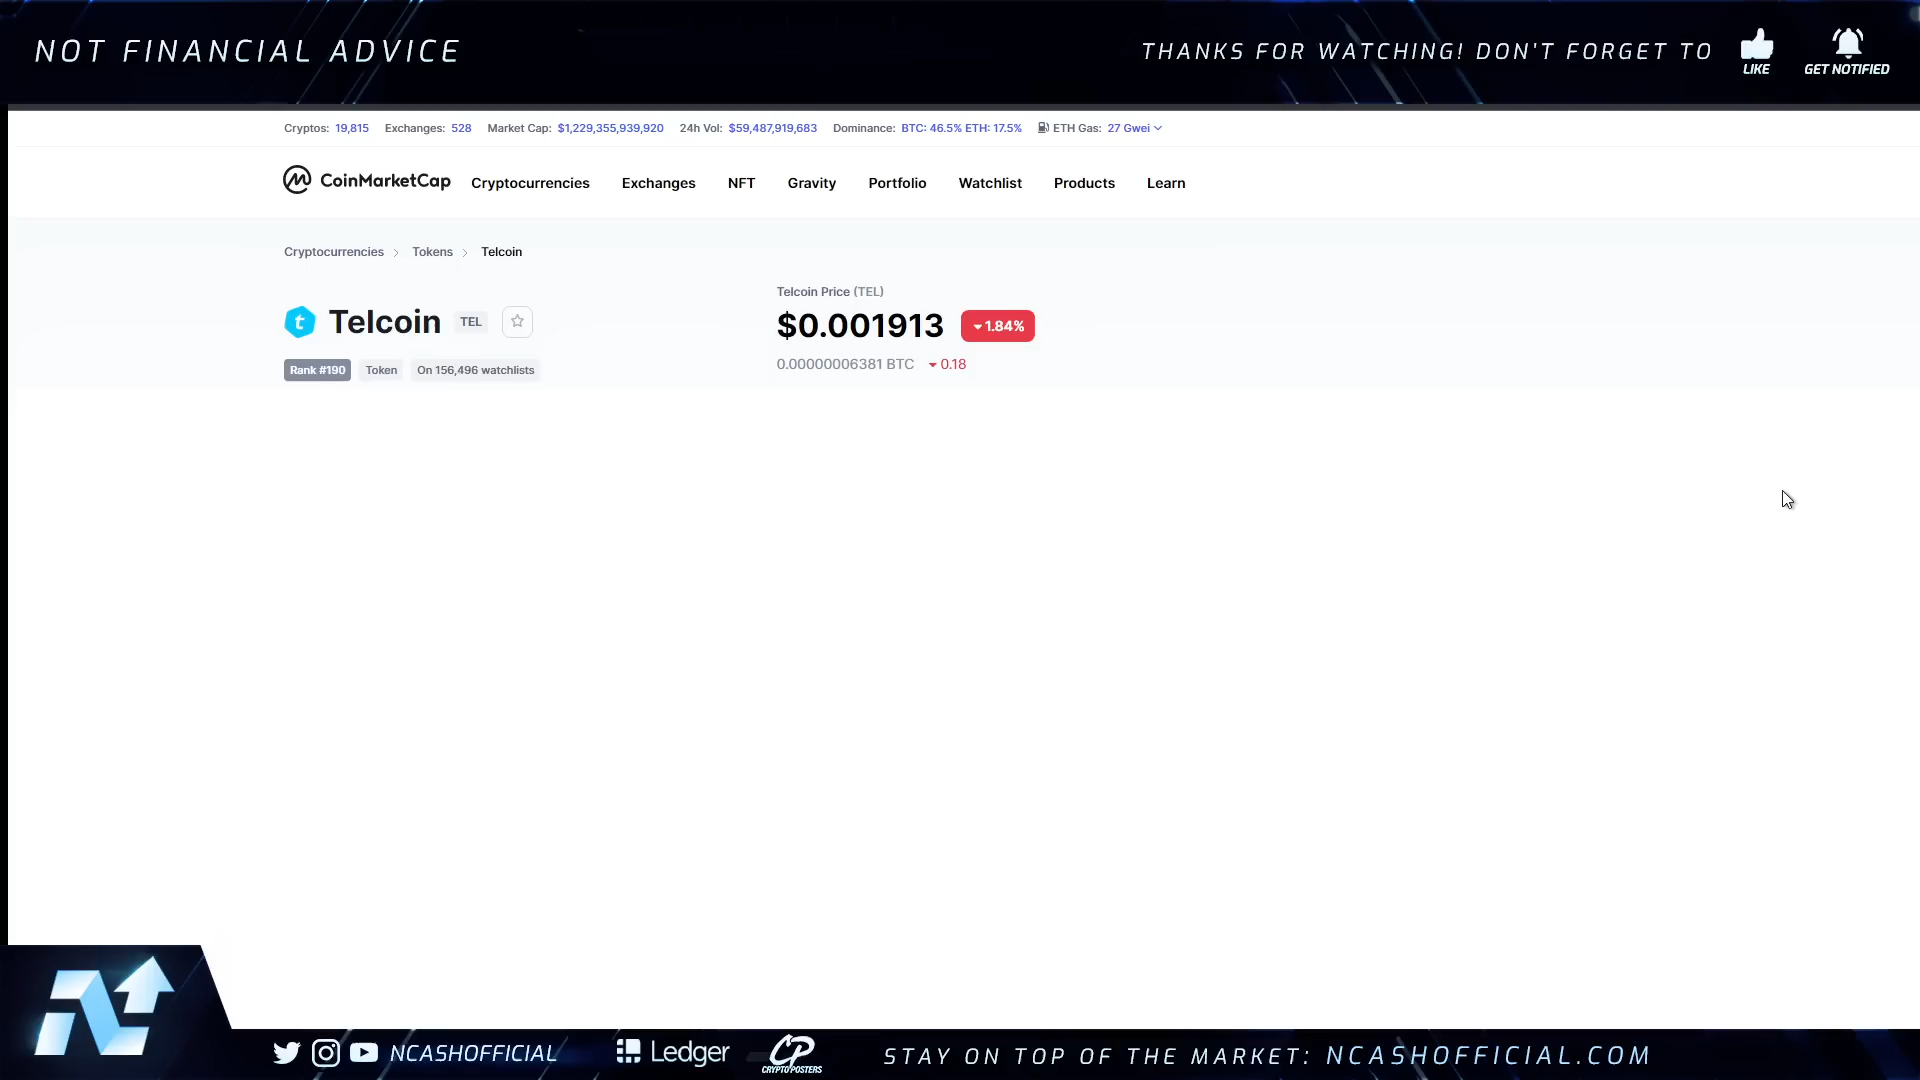 NOT FINANCIAL ADVICE
THANKS FOR WATCHING! DON'T FORGET TO
LIKE
GET NOTIFIED
Cryptos: 19,815 Exchanges: 528 Market Cap: $1,229,355,939,920 24h Vol: $59,487,919,683 Dominance: BTC: 46.5% ETH: 17.5% ETH Gas: 27 Gwei
CoinMarketCap Cryptocurrencies Exchanges NFT Gravity Portfolio Watchlist Products Learn
Cryptocurrencies Tokens Telcoin
Telcoin TEL
Rank #190 Token On 156,496 watchlists
Telcoin Price (TEL)
$0.001913 1.84%
0.00000006381 BTC 0.18
NCASHOFFICIAL
Ledger
CP
CRYPTOPOSTERS
STAY ON TOP OF THE MARKET: NCASHOFFICIAL.COM